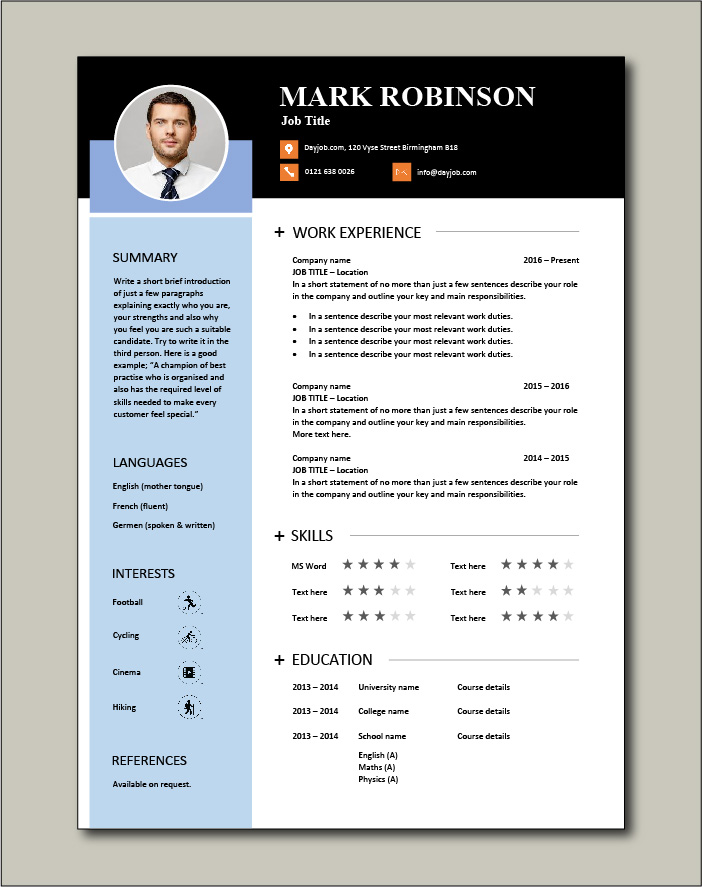 MARK ROBINSON
Job Title
Dayjob.com, 120 Vyse Street Birmingham B18
0121 638 0026
info@dayjob.com
SUMMARY
Write a short brief introduction
of just a few paragraphs
explaining exactly who you are,
your strengths and also why
you feel you are such a suitable
candidate. Try to write it in the
third person. Here is a good
example; “A champion of best
practise who is organised and
also has the required level of
skills needed to make every
customer feel special.”
LANGUAGES
English (mother tongue)
French (fluent)
Germen (spoken & written)
INTERESTS
Football
Cycling
Cinema
Hiking
REFERENCES
Available on request.
+ WORK EXPERIENCE
Company name 2016 – Present
JOB TITLE – Location
In a short statement of no more than just a few sentences describe your role
in the company and outline your key and main responsibilities.
• In a sentence describe your most relevant work duties.
• In a sentence describe your most relevant work duties.
• In a sentence describe your most relevant work duties.
• In a sentence describe your most relevant work duties.
Company name 2015 – 2016
JOB TITLE – Location
In a short statement of no more than just a few sentences describe your role
in the company and outline your key and main responsibilities.
More text here.
Company name 2014 – 2015
JOB TITLE – Location
In a short statement of no more than just a few sentences describe your role
in the company and outline your key and main responsibilities.
+ SKILLS
MS Word ★★★★★ Text here ★★★★★
Text here ★★★★★ Text here ★★★★★
Text here ★★★★★ Text here ★★★★★
+ EDUCATION
2013 – 2014 University name Course details
2013 – 2014 College name Course details
2013 – 2014 School name Course details
English (A)
Maths (A)
Physics (A)